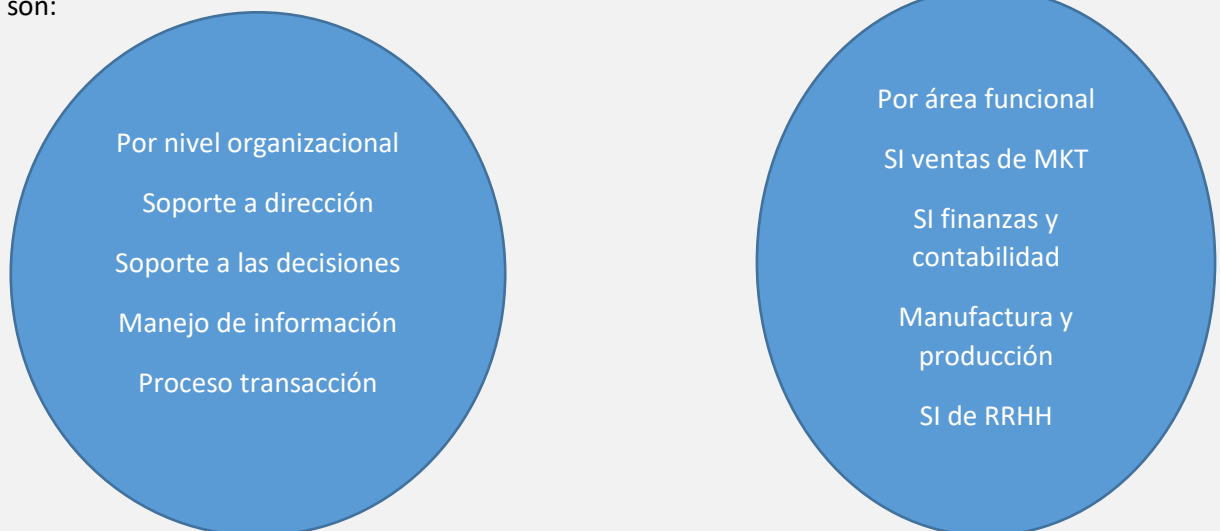 son:
Por nivel organizacional
Soporte a dirección
Soporte a las decisiones
Manejo de información
Proceso transacción
Por área funcional
SI ventas de MKT
SI finanzas y
contabilidad
Manufactura y
producción
SI de RRHH